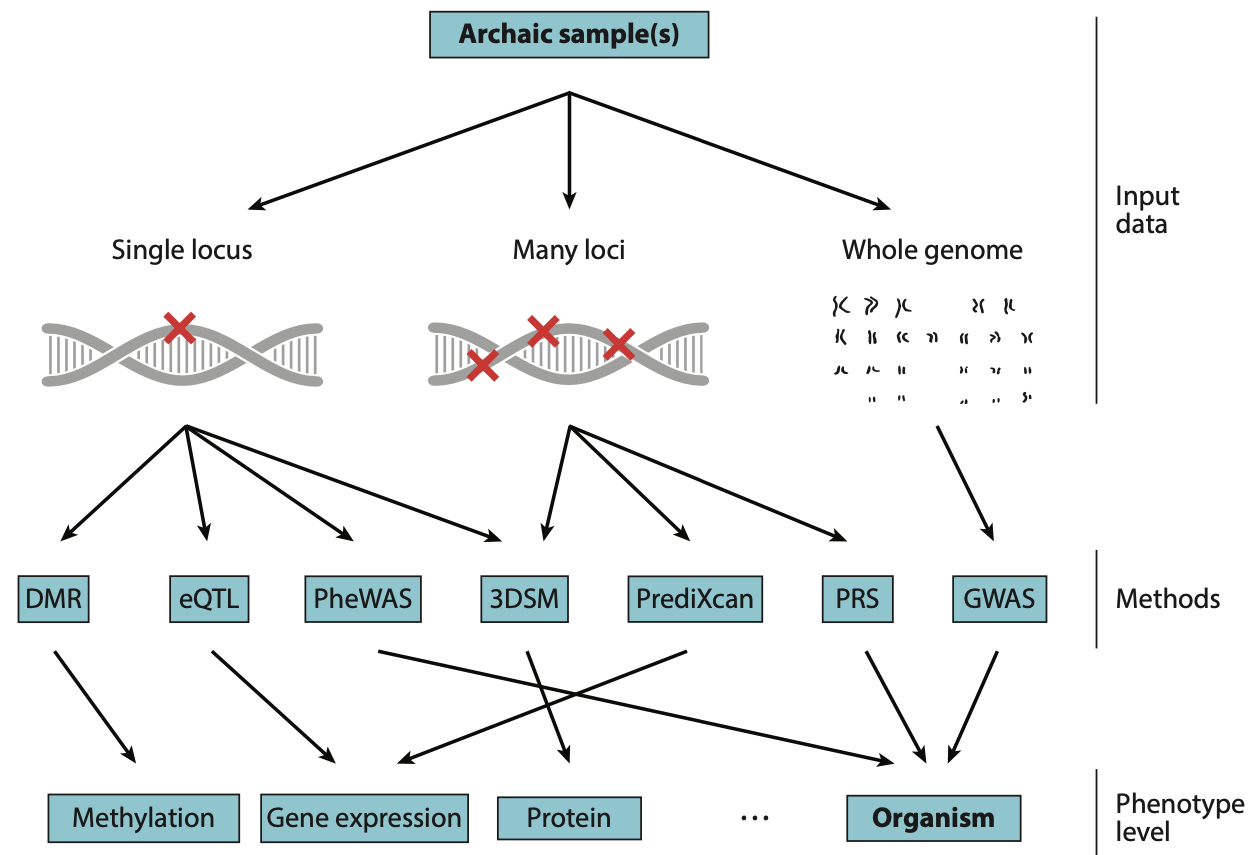 Archaic sample(s)
Input
data
Single locus
Many loci
Whole genome
DMR
eQTL
PheWAS
3DSM
PrediXcan
PRS
GWAS
Methods
Methylation
Gene expression
Protein
...
Organism
Phenotype
level